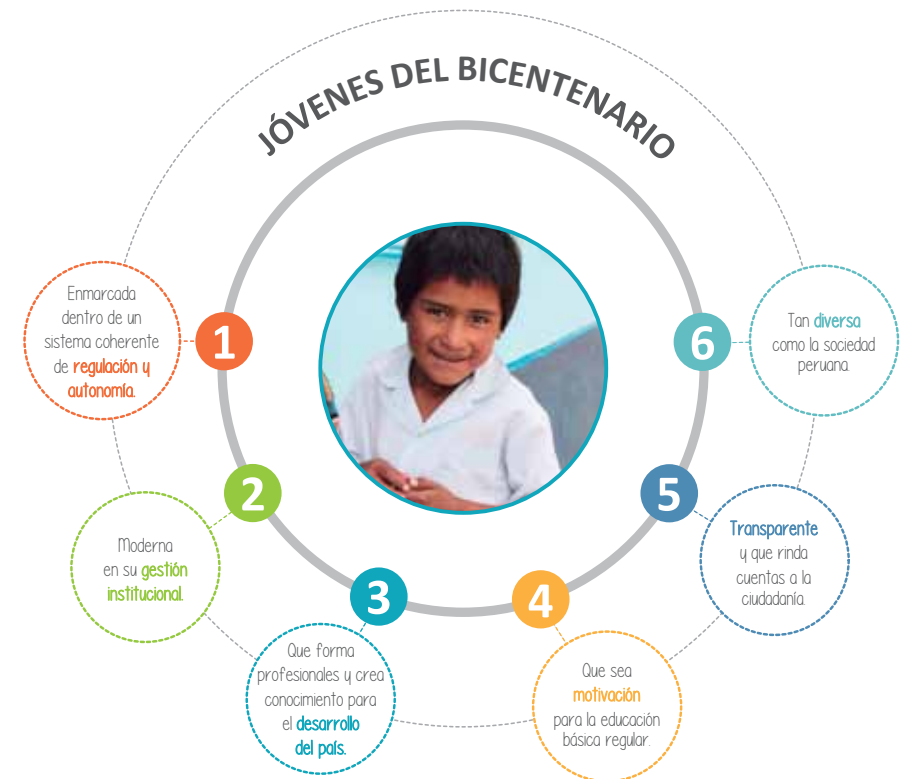 JÓVENES DEL BICENTENARIO
1
Enmarcada
dentro de un
sistema coherente
de regulación y
autonomía.
2
Moderna
en su gestión
institucional.
3
Que forma
profesionales y crea
conocimiento para
el desarrollo
del país.
4
Que sea
motivación
para la educación
básica regular.
5
Transparente
y que rinda
cuentas a la
ciudadanía.
6
Tan diversa
como la sociedad
peruana.